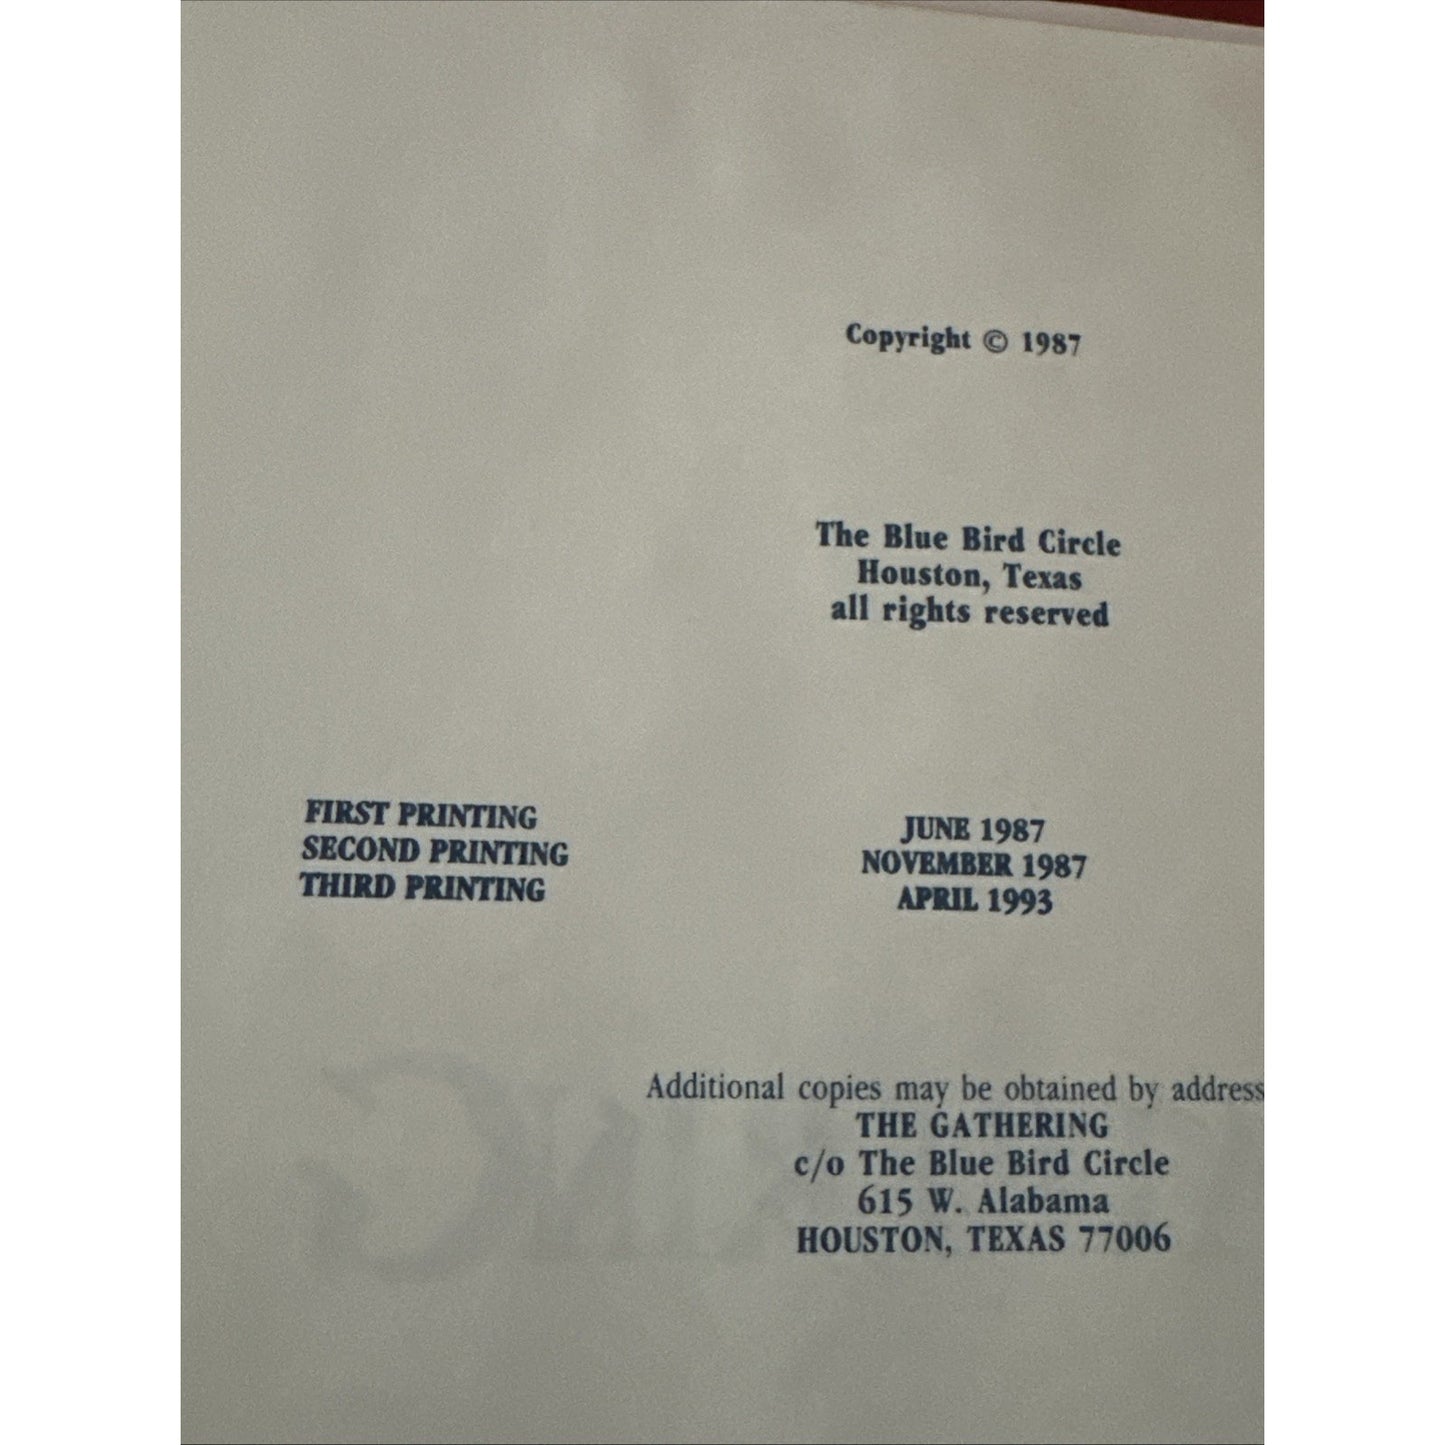 Copyright © 1987
The Blue Bird Circle
Houston, Texas
all rights reserved
FIRST PRINTING JUNE 1987
SECOND PRINTING NOVEMBER 1987
THIRD PRINTING APRIL 1993
Additional copies may be obtained by address
THE GATHERING
c/o The Blue Bird Circle
615 W. Alabama
HOUSTON, TEXAS 77006